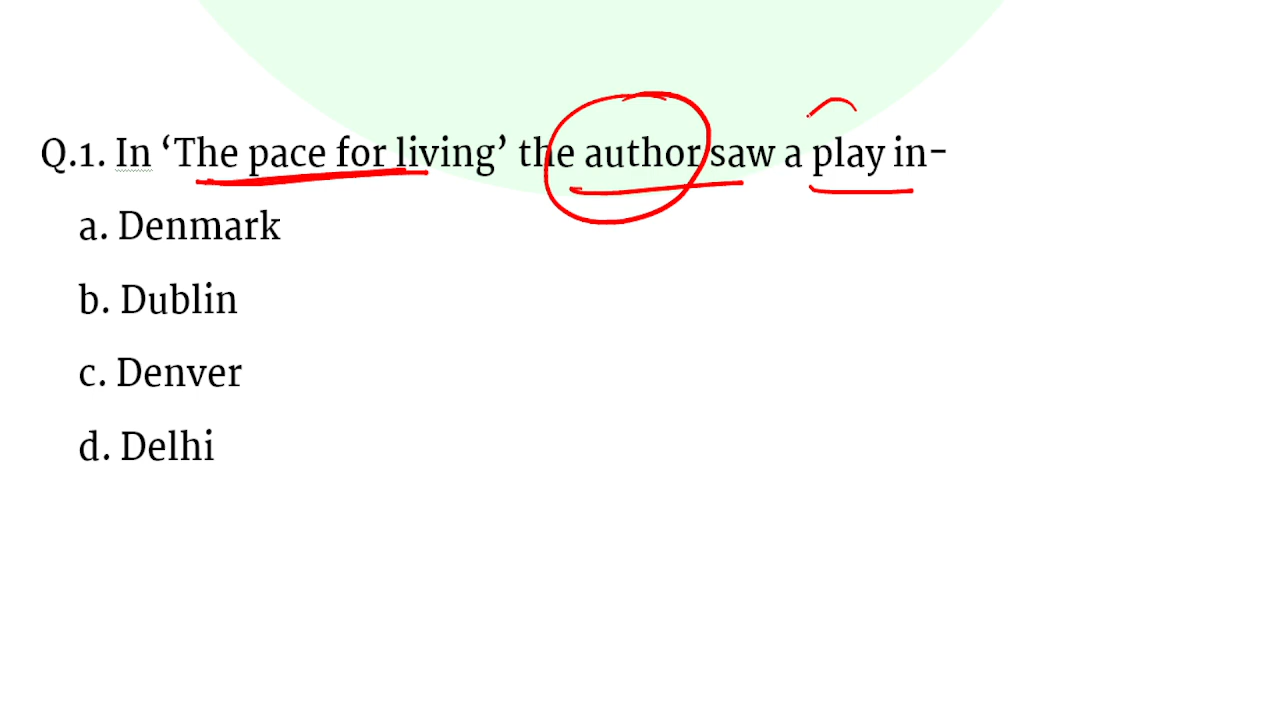 Q.1. In ‘The pace for living’ the author saw a play in-
a. Denmark
b. Dublin
c. Denver
d. Delhi